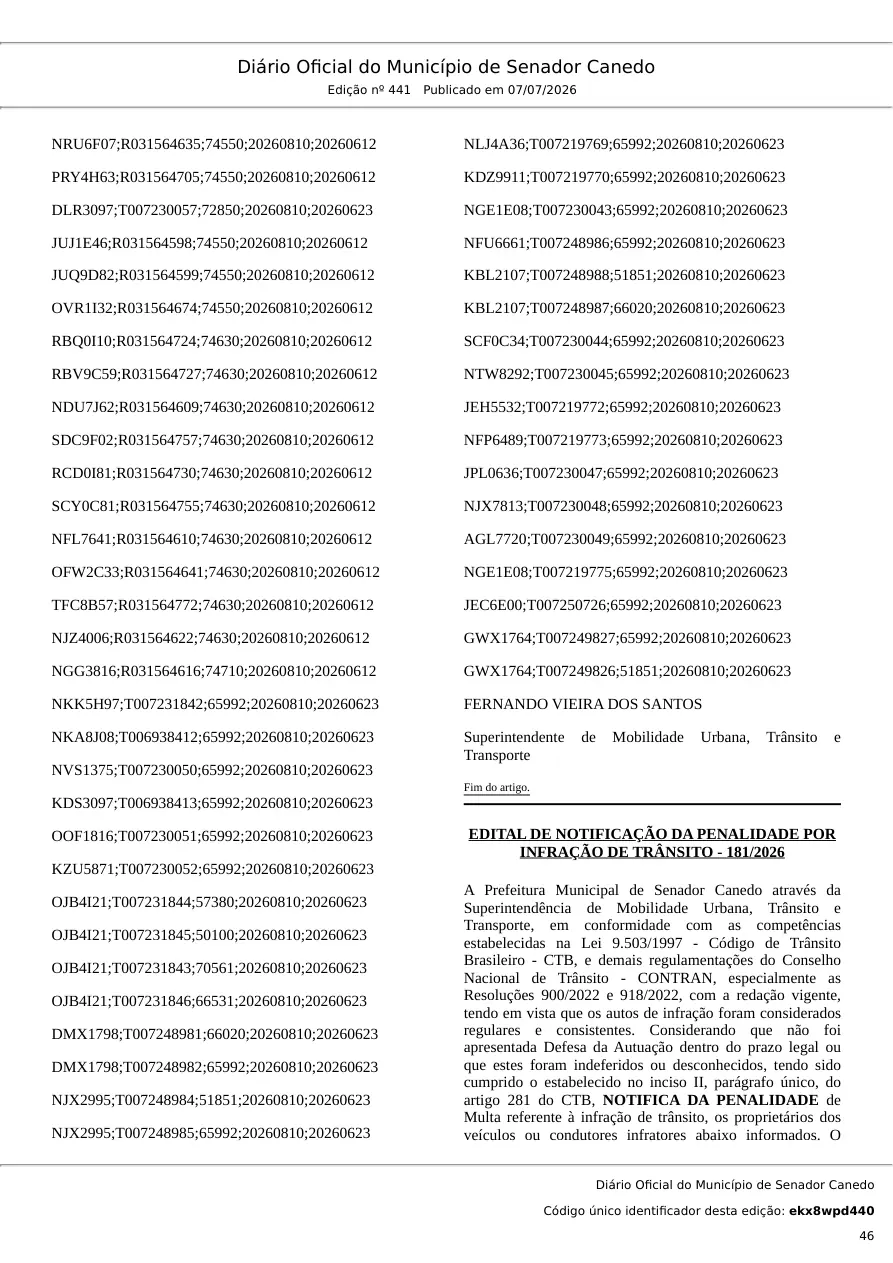 Diário Oficial do Município de Senador Canedo
Edição nº 441 Publicado em 07/07/2026
NRU6F07;R031564635;74550;20260810;20260612
PRY4H63;R031564705;74550;20260810;20260612
DLR3097;T007230057;72850;20260810;20260623
JUJ1E46;R031564598;74550;20260810;20260612
JUQ9D82;R031564599;74550;20260810;20260612
OVR1I32;R031564674;74550;20260810;20260612
RBQ0I10;R031564724;74630;20260810;20260612
RBV9C59;R031564727;74630;20260810;20260612
NDU7J62;R031564609;74630;20260810;20260612
SDC9F02;R031564757;74630;20260810;20260612
RCD0I81;R031564730;74630;20260810;20260612
SCY0C81;R031564755;74630;20260810;20260612
NFL7641;R031564610;74630;20260810;20260612
OFW2C33;R031564641;74630;20260810;20260612
TFC8B57;R031564772;74630;20260810;20260612
NJZ4006;R031564622;74630;20260810;20260612
NGG3816;R031564616;74710;20260810;20260612
NKK5H97;T007231842;65992;20260810;20260623
NKA8J08;T006938412;65992;20260810;20260623
NVS1375;T007230050;65992;20260810;20260623
KDS3097;T006938413;65992;20260810;20260623
OOF1816;T007230051;65992;20260810;20260623
KZU5871;T007230052;65992;20260810;20260623
OJB4I21;T007231844;57380;20260810;20260623
OJB4I21;T007231845;50100;20260810;20260623
OJB4I21;T007231843;70561;20260810;20260623
OJB4I21;T007231846;66531;20260810;20260623
DMX1798;T007248981;66020;20260810;20260623
DMX1798;T007248982;65992;20260810;20260623
NJX2995;T007248984;51851;20260810;20260623
NJX2995;T007248985;65992;20260810;20260623
NLJ4A36;T007219769;65992;20260810;20260623
KDZ9911;T007219770;65992;20260810;20260623
NGE1E08;T007230043;65992;20260810;20260623
NFU6661;T007248986;65992;20260810;20260623
KBL2107;T007248988;51851;20260810;20260623
KBL2107;T007248987;66020;20260810;20260623
SCF0C34;T007230044;65992;20260810;20260623
NTW8292;T007230045;65992;20260810;20260623
JEH5532;T007219772;65992;20260810;20260623
NFP6489;T007219773;65992;20260810;20260623
JPL0636;T007230047;65992;20260810;20260623
NJX7813;T007230048;65992;20260810;20260623
AGL7720;T007230049;65992;20260810;20260623
NGE1E08;T007219775;65992;20260810;20260623
JEC6E00;T007250726;65992;20260810;20260623
GWX1764;T007249827;65992;20260810;20260623
GWX1764;T007249826;51851;20260810;20260623
FERNANDO VIEIRA DOS SANTOS
Superintendente de Mobilidade Urbana, Trânsito e
Transporte
Fim do artigo.
EDITAL DE NOTIFICAÇÃO DA PENALIDADE POR
INFRAÇÃO DE TRÂNSITO - 181/2026
A Prefeitura Municipal de Senador Canedo através da
Superintendência de Mobilidade Urbana, Trânsito e
Transporte, em conformidade com as competências
estabelecidas na Lei 9.503/1997 - Código de Trânsito
Brasileiro - CTB, e demais regulamentações do Conselho
Nacional de Trânsito - CONTRAN, especialmente as
Resoluções 900/2022 e 918/2022, com a redação vigente,
tendo em vista que os autos de infração foram considerados
regulares e consistentes. Considerando que não foi
apresentada Defesa da Autuação dentro do prazo legal ou
que estes foram indeferidos ou desconhecidos, tendo sido
cumprido o estabelecido no inciso II, parágrafo único, do
artigo 281 do CTB, NOTIFICA DA PENALIDADE de
Multa referente à infração de trânsito, os proprietários dos
veículos ou condutores infratores abaixo informados. O
Diário Oficial do Município de Senador Canedo
Código único identificador desta edição: ekx8wpd440
46